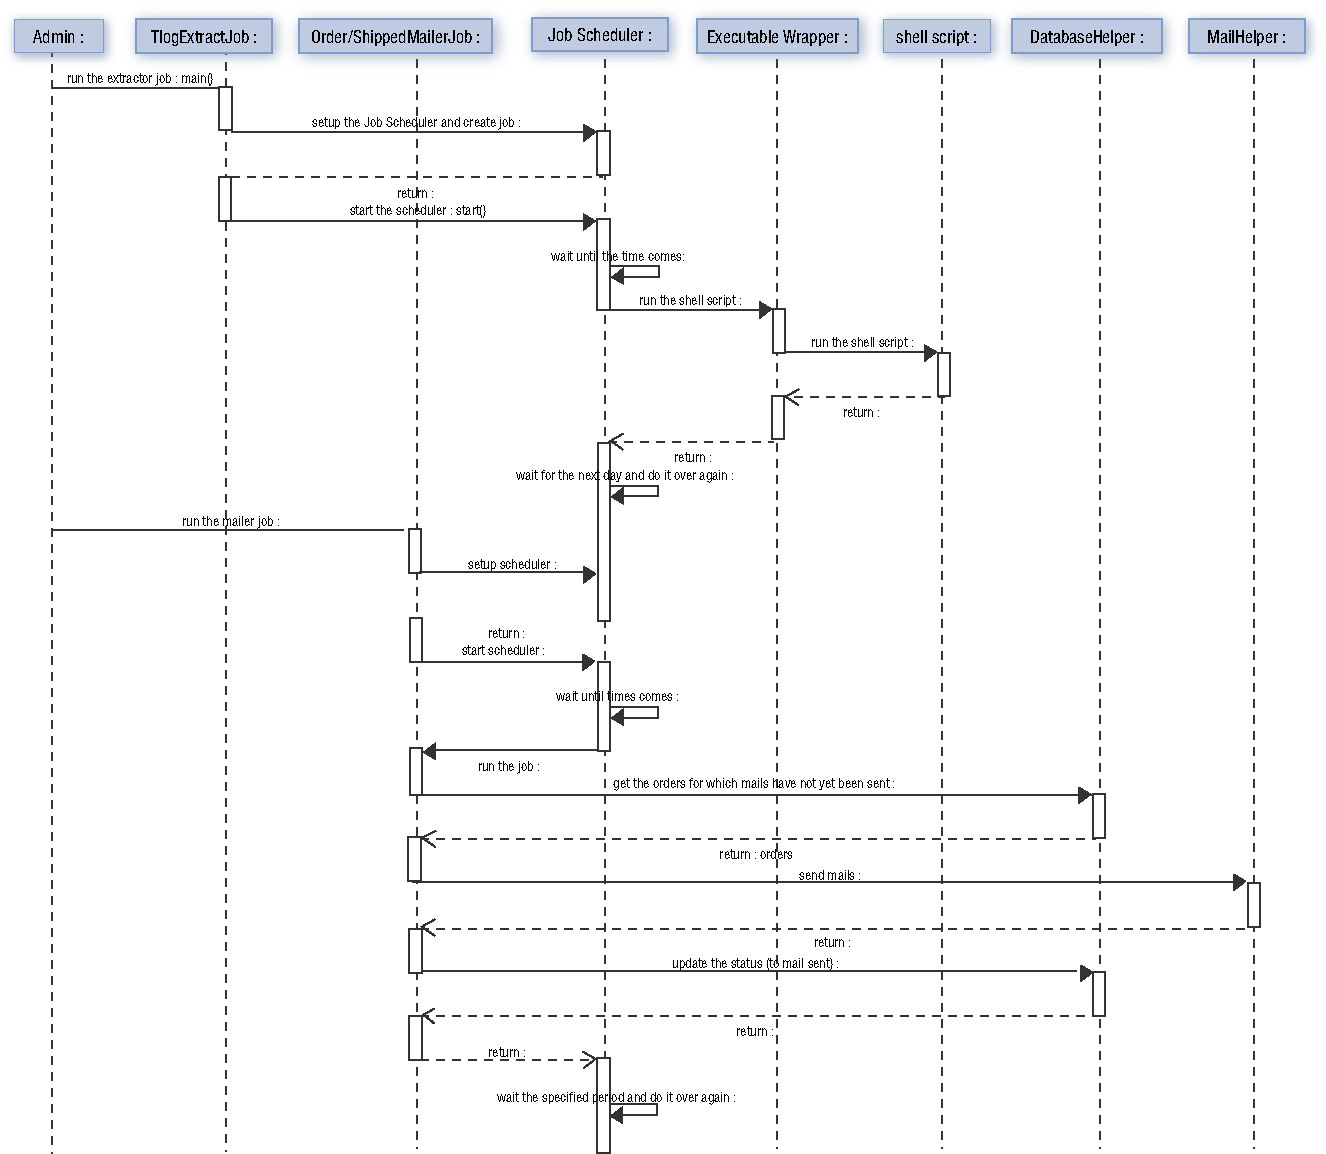 Admin :
TlogExtractJob :
Order/ShippedMailerJob :
Job Scheduler :
Executable Wrapper :
shell script :
DatabaseHelper :
MailHelper :
run the extractor job : main()
setup the Job Scheduler and create job :
return :
start the scheduler : start()
wait until the time comes:
run the shell script :
run the shell script :
return :
return :
wait for the next day and do it over again :
run the mailer job :
setup scheduler :
return :
start scheduler :
wait until times comes :
run the job :
get the orders for which mails have not yet been sent :
return : orders
send mails :
return :
update the status (to mail sent) :
return :
return :
wait the specified period and do it over again :